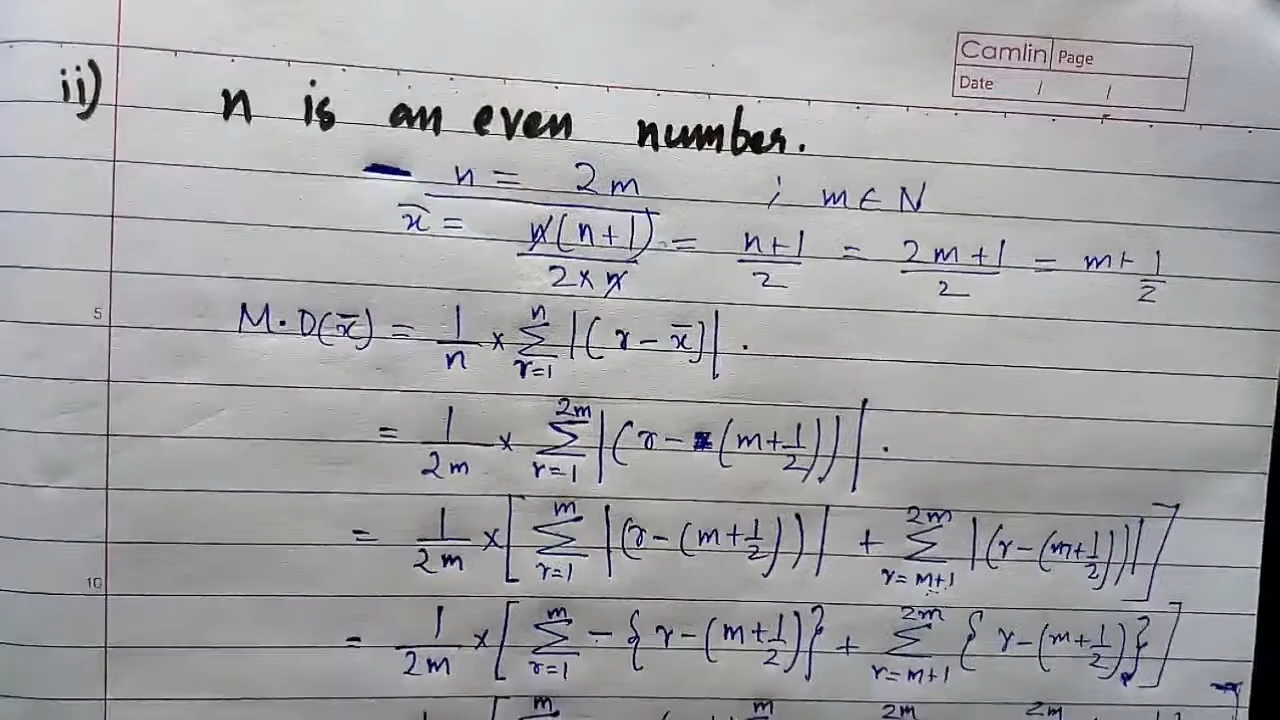 Camlin Page
Date / /
ii) n is an even number.
n = 2m ; m ∈ N
x̄ = n(n+1)/(2×n) = (n+1)/2 = (2m+1)/2 = m+1/2
5
M.D(x̄) = 1/n × Σ_{r=1}^{n} |(r - x̄)|.
= 1/2m × Σ_{r=1}^{2m} |(r - (m+1/2))|.
= 1/2m × [Σ_{r=1}^{m} |(r - (m+1/2))| + Σ_{r=m+1}^{2m} |(r - (m+1/2))|]
10
= 1/2m × [Σ_{r=1}^{m} -{r - (m+1/2)} + Σ_{r=m+1}^{2m} {r - (m+1/2)}]
m m 2m 2m